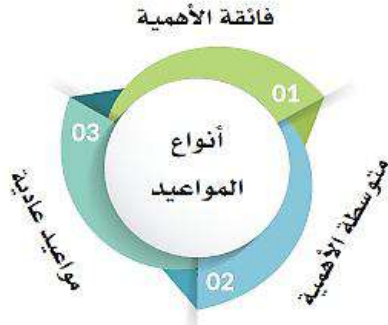 فائقة الأهمية
01
أنواع
المواعيد
متوسطة الأهمية
02
مواعيد عادية
03